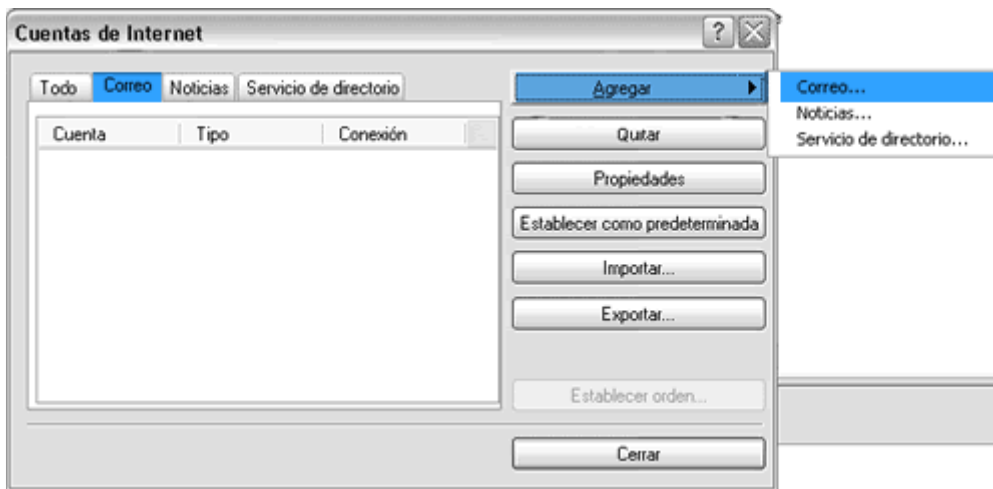 Cuentas de Internet
Todo Correo Noticias Servicio de directorio
Cuenta Tipo Conexión
Agregar
Quitar
Propiedades
Establecer como predeterminada
Importar...
Exportar...
Establecer orden...
Cerrar
Correo...
Noticias...
Servicio de directorio...